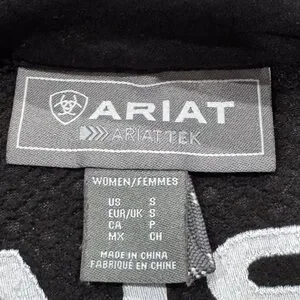 ARIAT
ARIATTEK
WOMEN/FEMMES
US S
EUR/UK S
CA P
MX CH
MADE IN CHINA
FABRIQUÉ EN CHINE